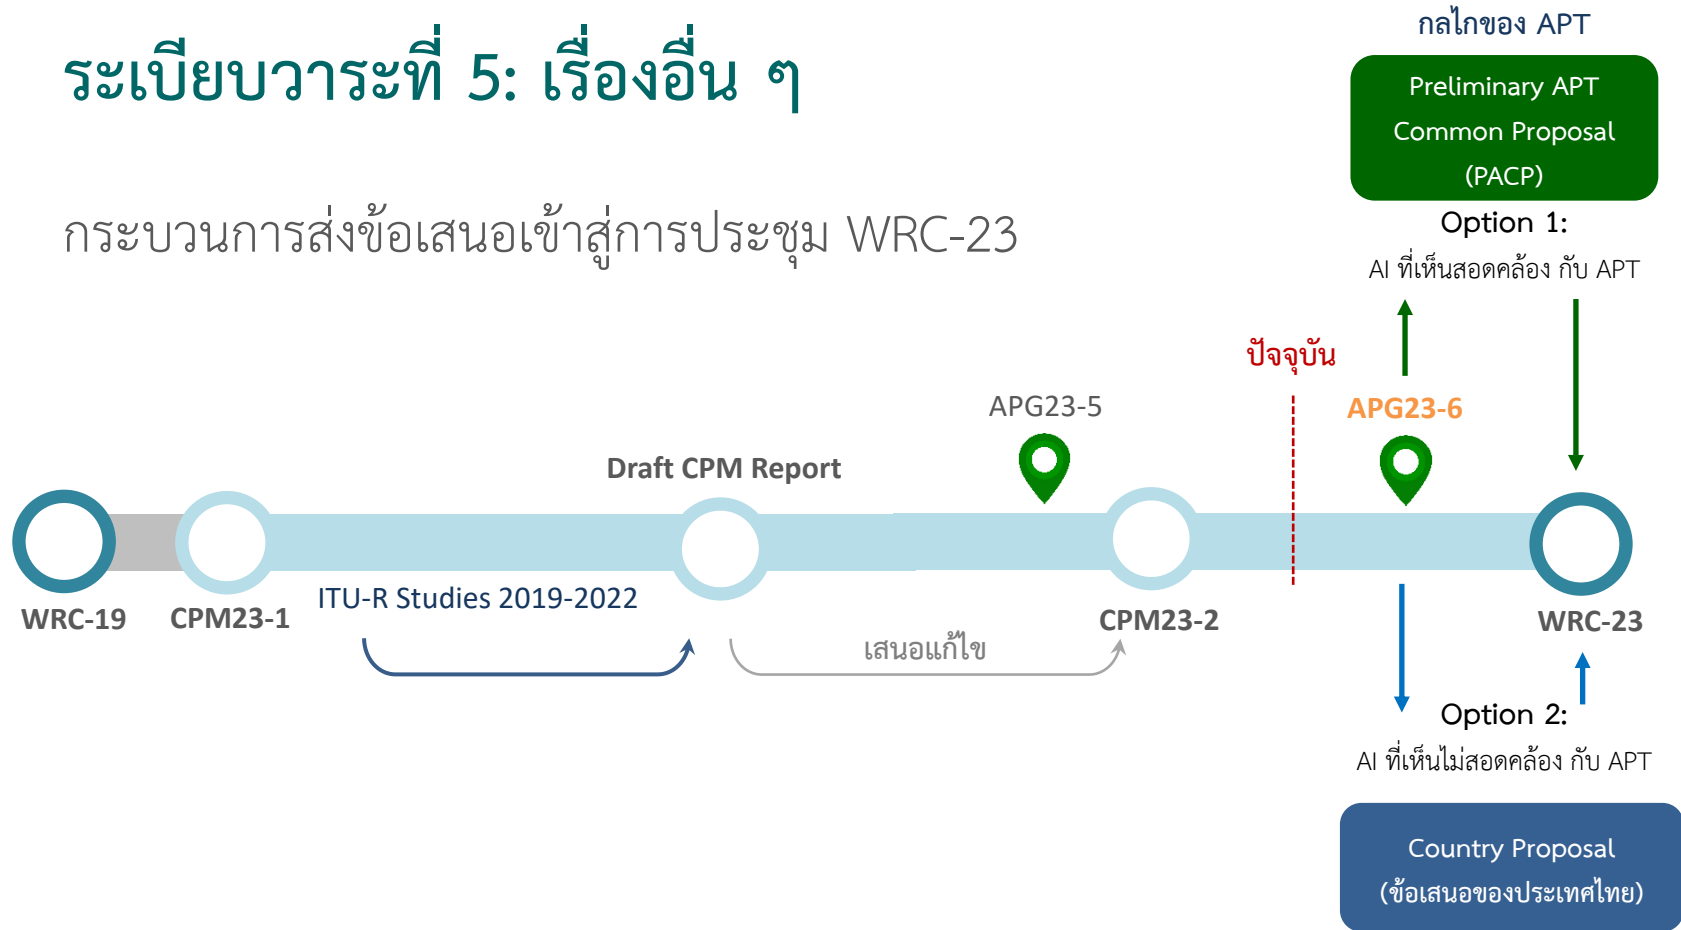 ระเบียบวาระที่ 5: เรื่องอื่น ๆ
กระบวนการส่งข้อเสนอเข้าสู่การประชุม WRC-23
กลไกของ APT
Preliminary APT
Common Proposal
(PACP)
Option 1:
AI ที่เห็นสอดคล้อง กับ APT
ปัจจุบัน
APG23-5
APG23-6
Draft CPM Report
WRC-19
CPM23-1
ITU-R Studies 2019-2022
เสนอแก้ไข
CPM23-2
WRC-23
Option 2:
AI ที่เห็นไม่สอดคล้อง กับ APT
Country Proposal
(ข้อเสนอของประเทศไทย)